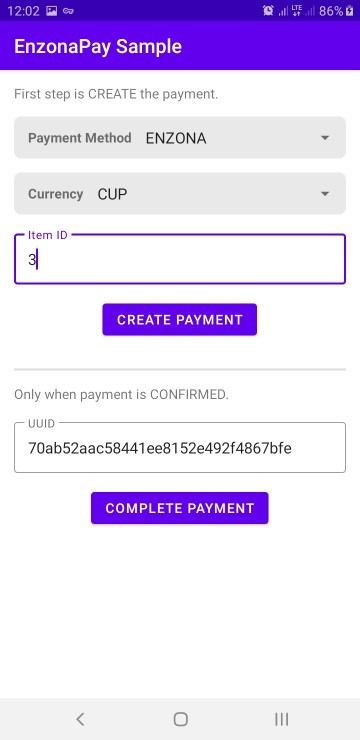 12:02 LTE 86%
EnzonaPay Sample
First step is CREATE the payment.
Payment Method ENZONA
Currency CUP
Item ID
3
CREATE PAYMENT
Only when payment is CONFIRMED.
UUID
70ab52aac58441ee8152e492f4867bfe
COMPLETE PAYMENT